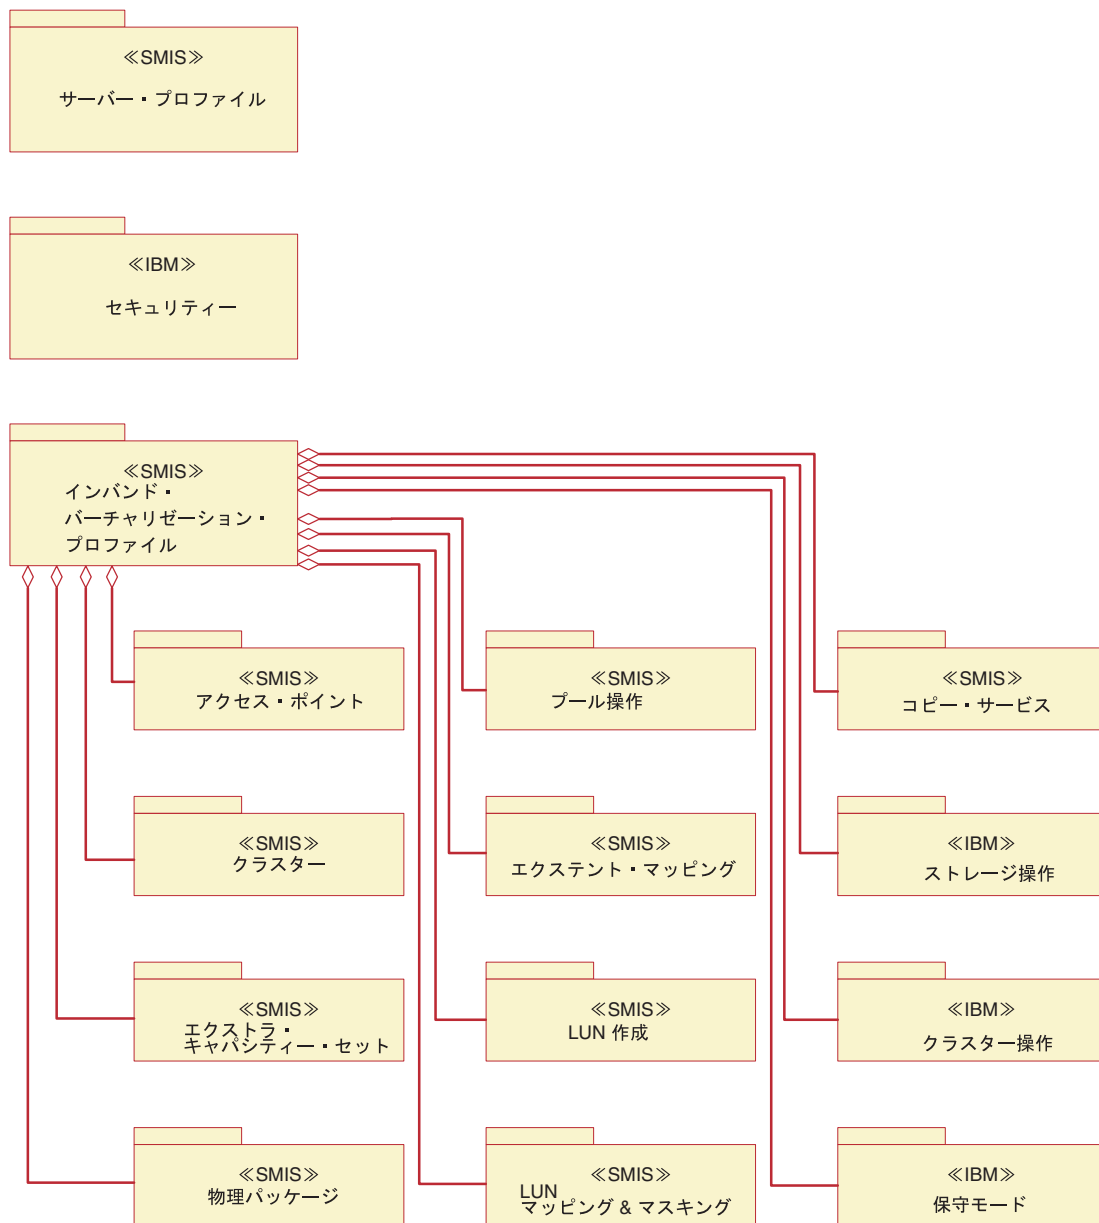 ≪SMIS≫
サーバー・プロファイル
≪IBM≫
セキュリティー
≪SMIS≫
インバンド・
バーチャリゼーション・
プロファイル
≪SMIS≫
アクセス・ポイント
≪SMIS≫
プール操作
≪SMIS≫
コピー・サービス
≪SMIS≫
クラスター
≪SMIS≫
エクステント・マッピング
≪IBM≫
ストレージ操作
≪SMIS≫
エクストラ・
キャパシティー・セット
≪SMIS≫
LUN 作成
≪IBM≫
クラスター操作
≪SMIS≫
物理パッケージ
≪SMIS≫
LUN
マッピング & マスキング
≪IBM≫
保守モード